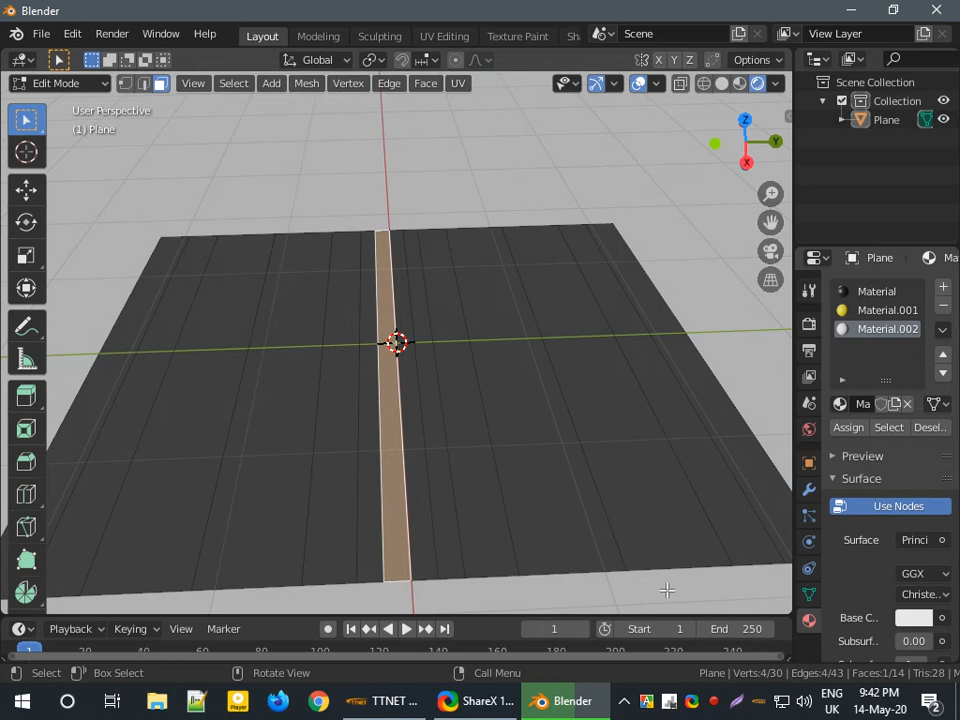 Blender
File Edit Render Window Help Layout Modeling Sculpting UV Editing Texture Paint Sh Scene View Layer
Global X Y Z Options
Edit Mode View Select Add Mesh Vertex Edge Face UV
Scene Collection
Collection
Plane
User Perspective
(1) Plane
Z
Y
X
Plane Ma
Material
Material.001
Material.002
Ma
Assign Select Desel..
Preview
Surface
Use Nodes
Surface Princi
GGX
Christe..
Base C..
Subsurf.. 0.00
Playback Keying View Marker 1 Start 1 End 250
1 20 40 60 80 100 120 140 160 180 200 220 240
Select Box Select Rotate View Call Menu Plane | Verts:4/30 | Edges:4/43 | Faces:1/14 | Tris:28 | M
TTNET ... ShareX 1... Blender ENG UK 9:42 PM 14-May-20 2